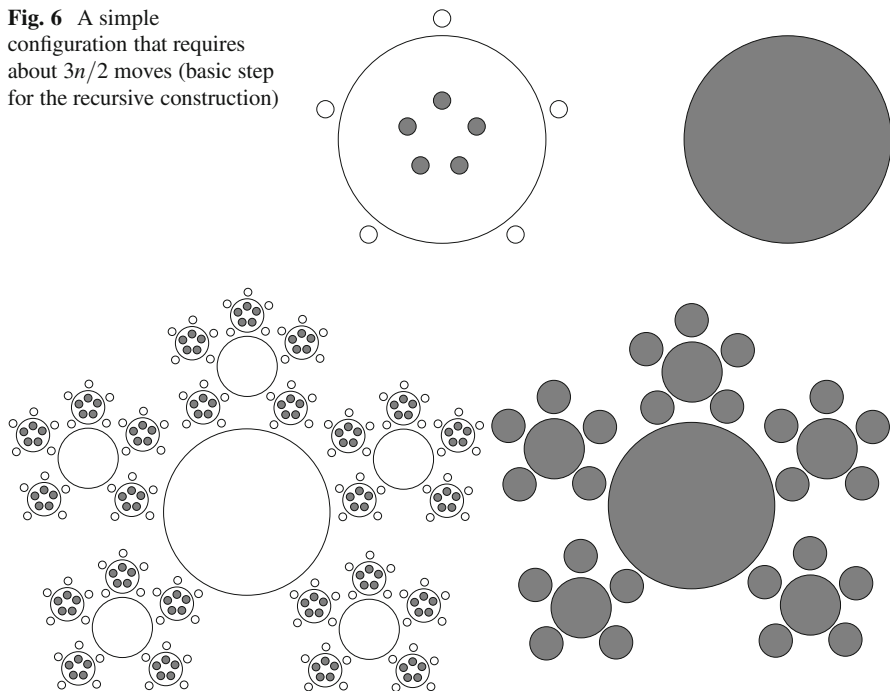 Fig. 6 A simple
configuration that requires
about 3n/2 moves (basic step
for the recursive construction)